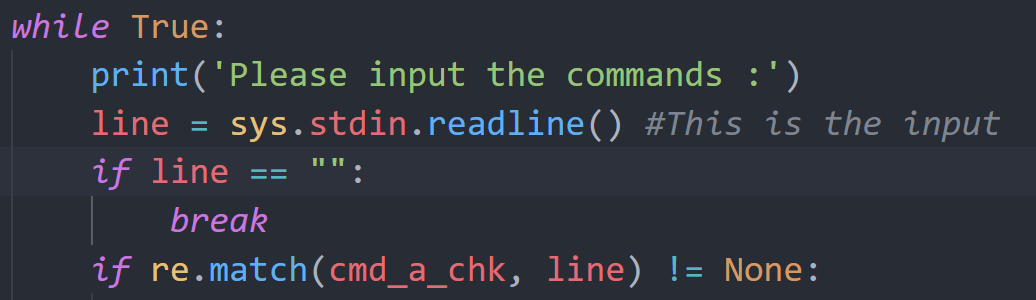 while True:
    print('Please input the commands :')
    line = sys.stdin.readline() #This is the input
    if line == "":
        break
    if re.match(cmd_a_chk, line) != None: